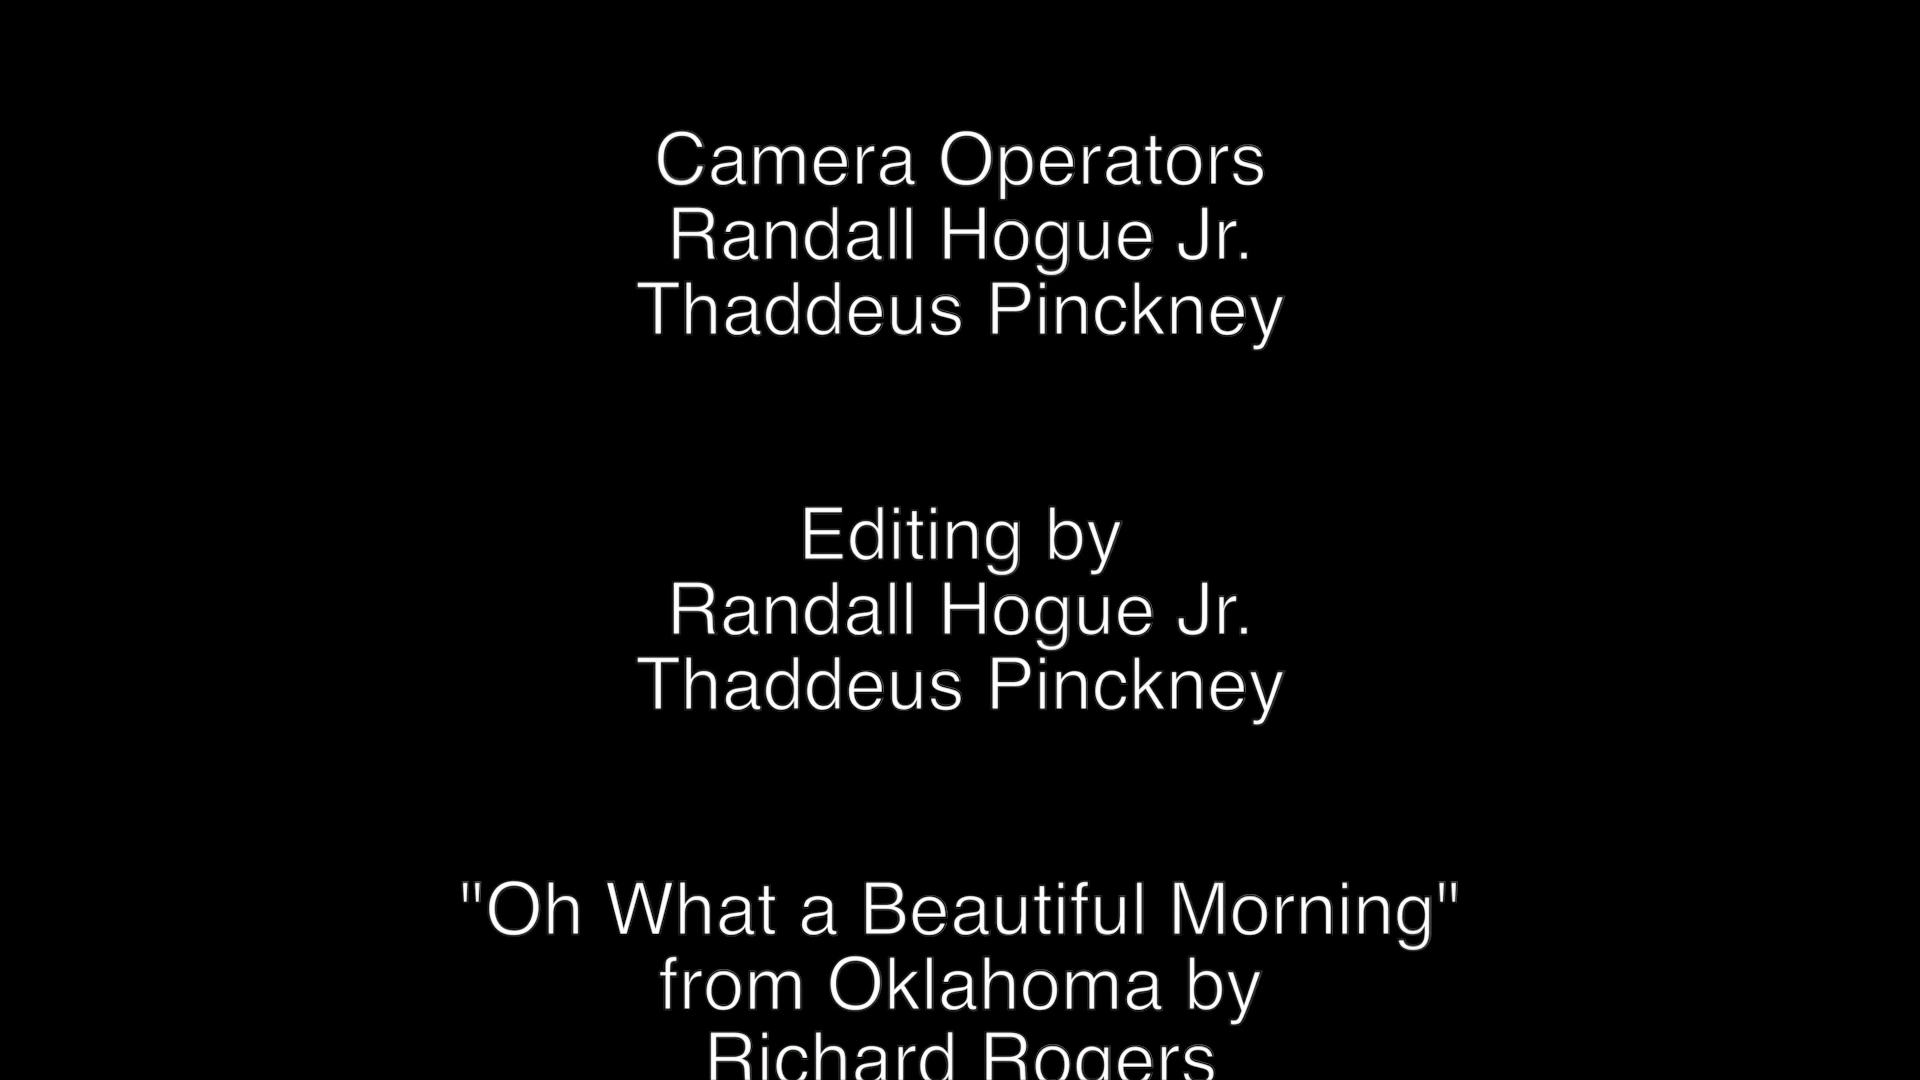 Camera Operators
Randall Hogue Jr.
Thaddeus Pinckney
Editing by
Randall Hogue Jr.
Thaddeus Pinckney
"Oh What a Beautiful Morning"
from Oklahoma by
Richard Rogers